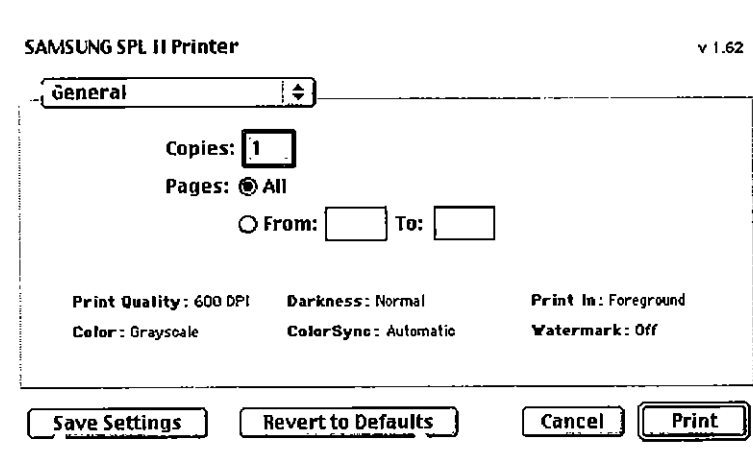 SAMSUNG SPL II Printer v 1.62
General
Copies: 1
Pages: All
From: To:
Print Quality: 600 DPI Darkness: Normal Print In: Foreground
Color: Grayscale ColorSync: Automatic Watermark: Off
Save Settings Revert to Defaults Cancel Print